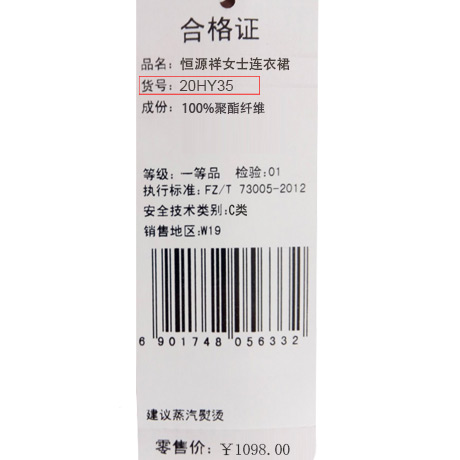 合格证
品名: 恒源祥女士连衣裙
货号: 20HY35
成份: 100%聚酯纤维
等级: 一等品 检验:01
执行标准: FZ/T 73005-2012
安全技术类别:C类
销售地区:W19
6 901748 056332
建议蒸汽熨烫
零售价: ¥1098.00